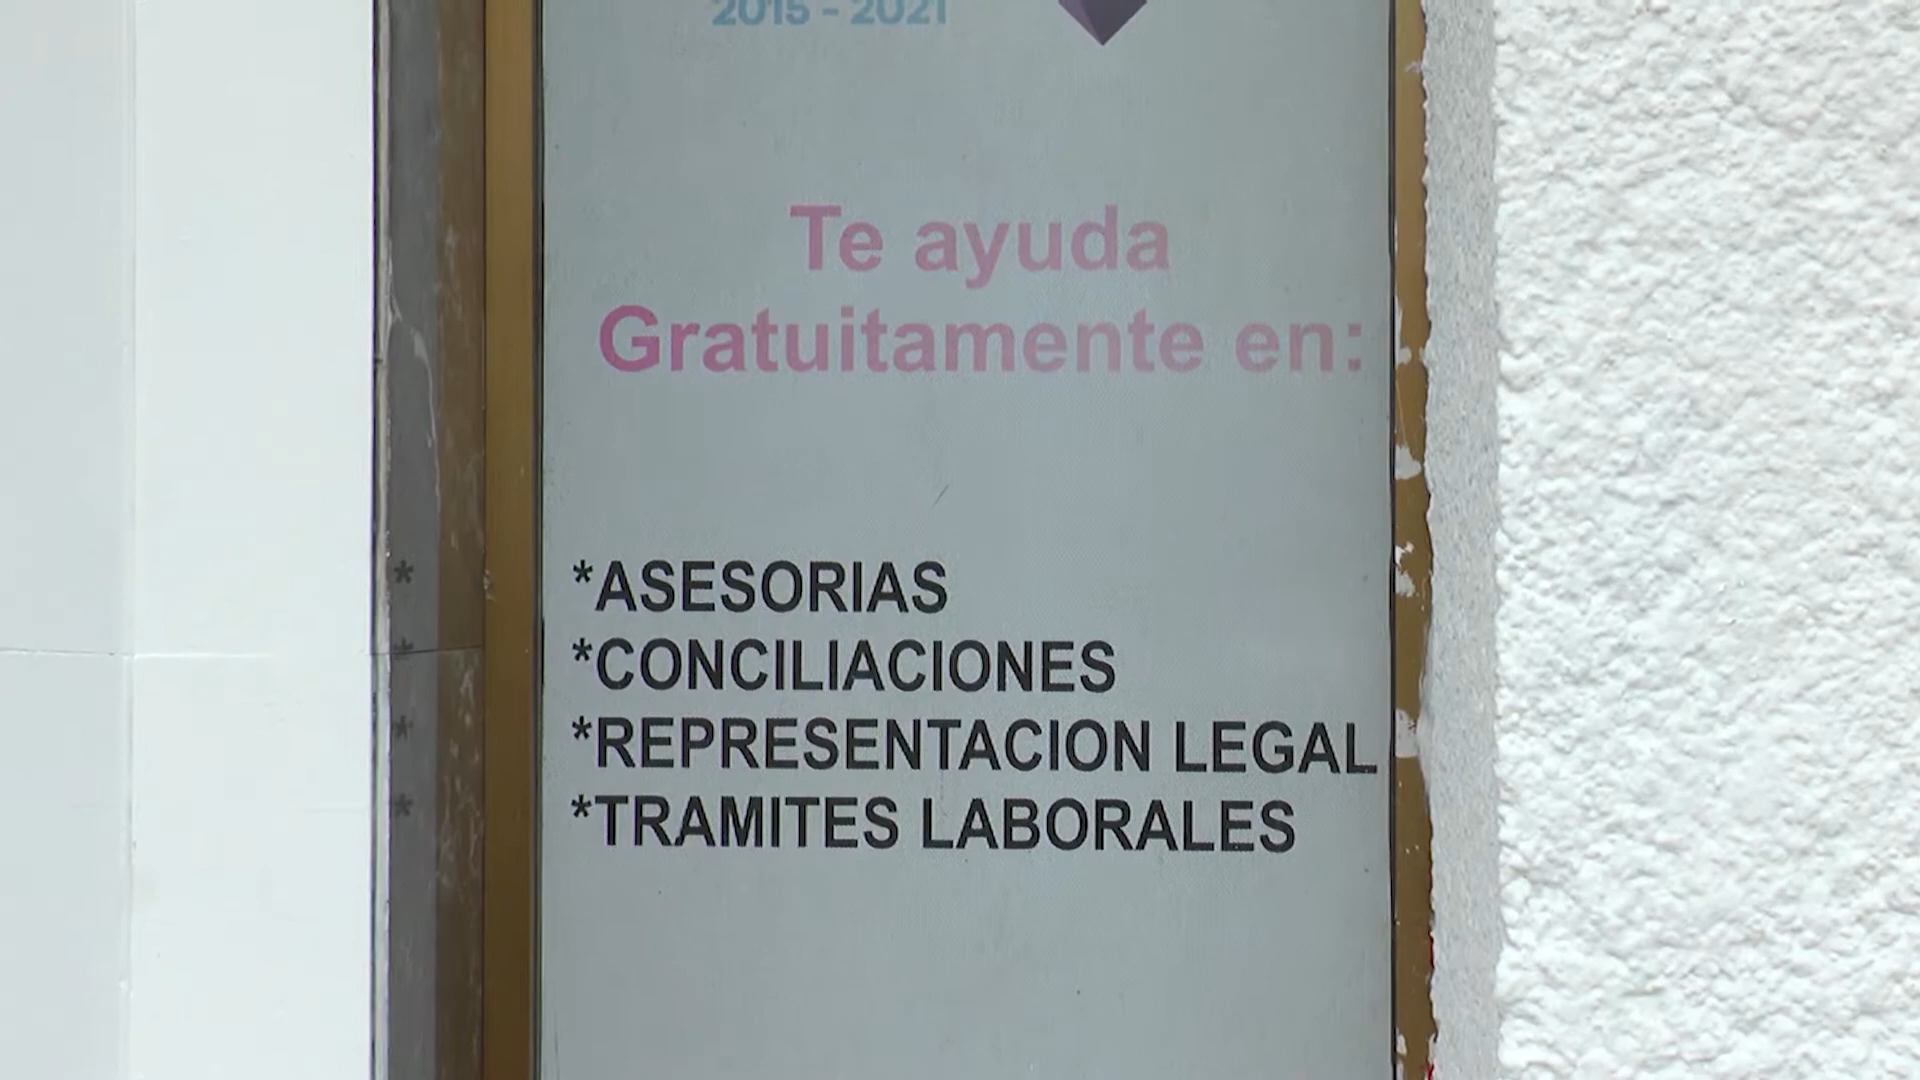 2015 - 2021
Te ayuda
Gratuitamente en:
*ASESORIAS
*CONCILIACIONES
*REPRESENTACION LEGAL
*TRAMITES LABORALES